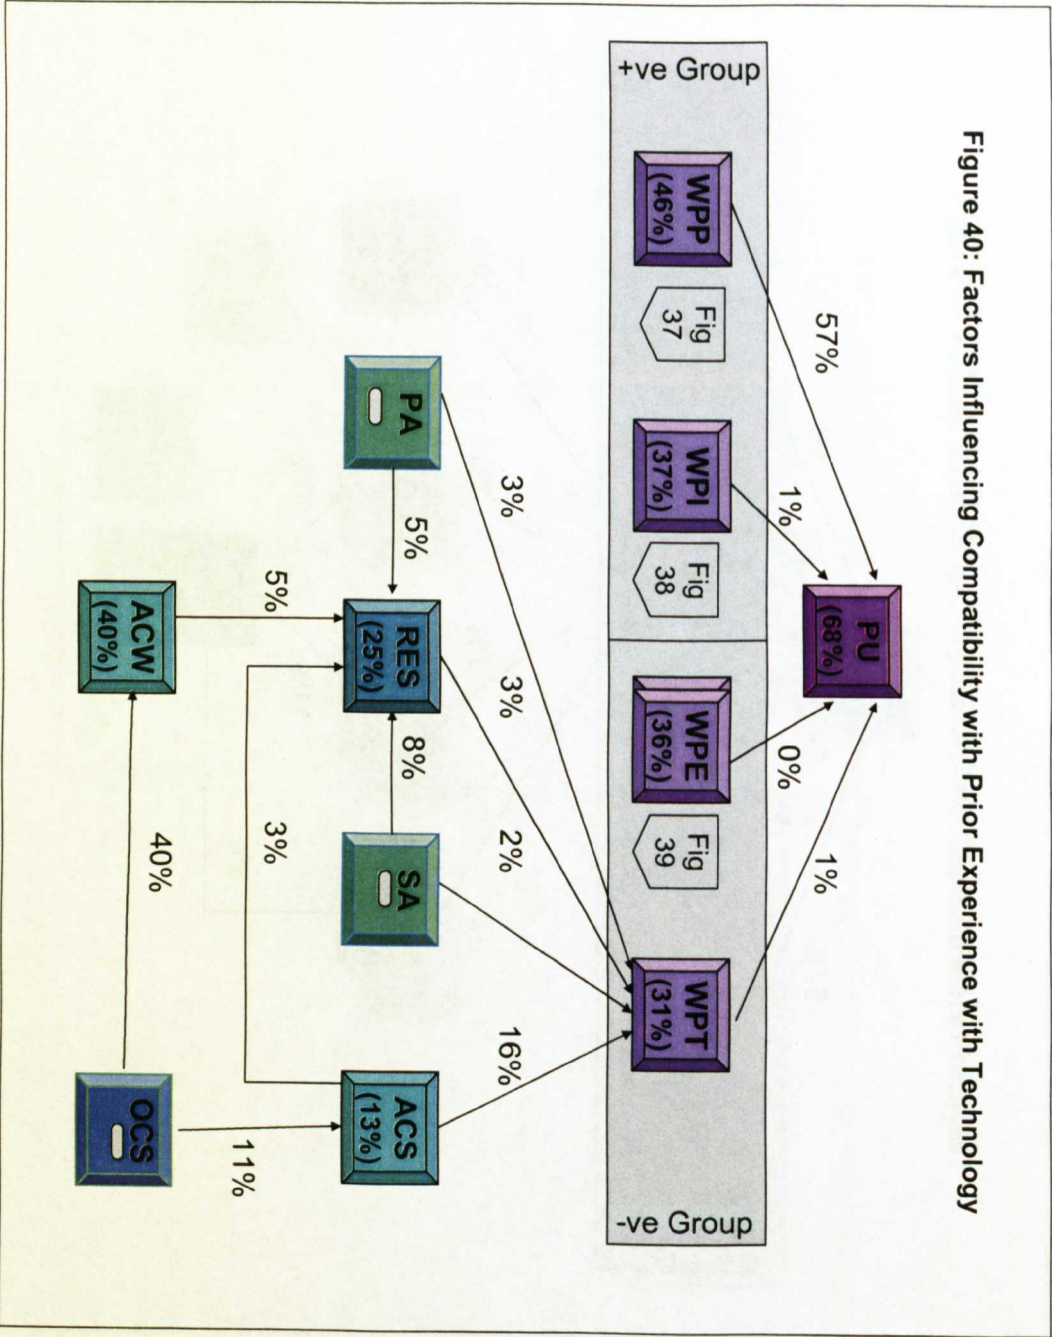 Figure 40: Factors Influencing Compatibility with Prior Experience with Technology
PU
(68%)
57%
1%
0%
1%
+ve Group
WPP
(46%)
Fig
37
WPI
(37%)
Fig
38
WPE
(36%)
Fig
39
WPT
(31%)
-ve Group
3%
3%
2%
16%
PA
5%
RES
(25%)
8%
SA
ACS
(13%)
5%
3%
11%
ACW
(40%)
40%
OCS